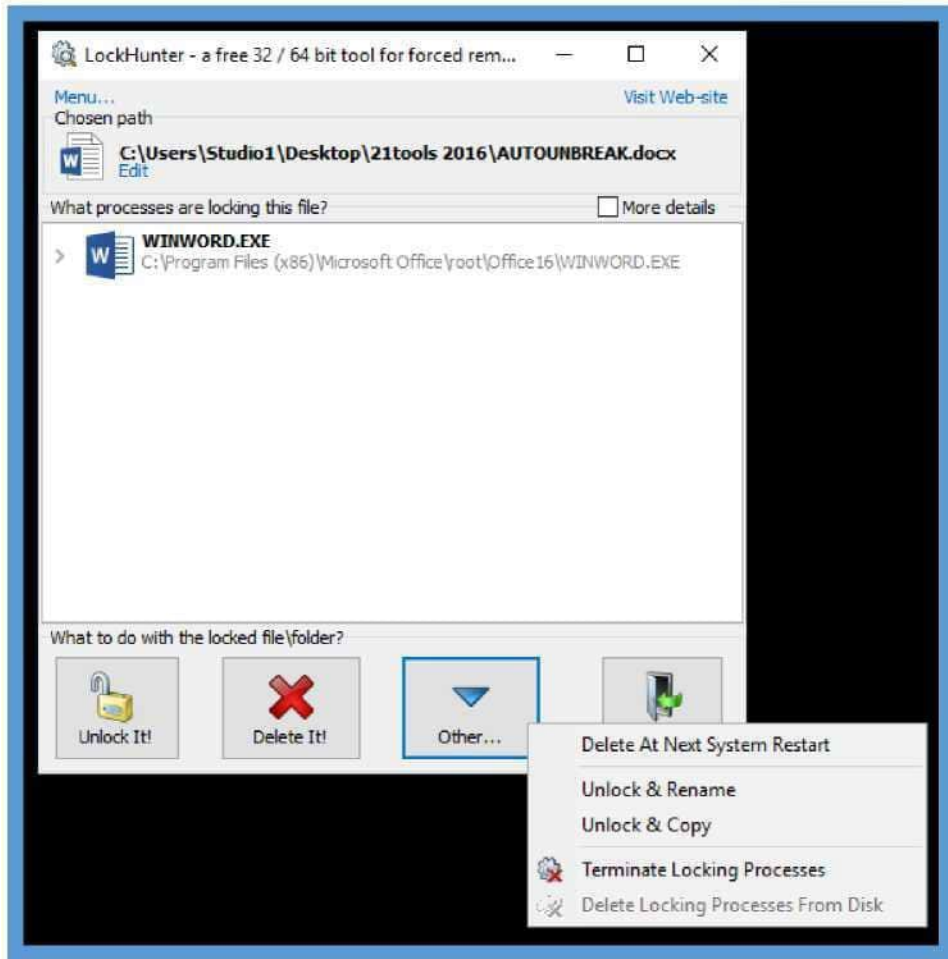 LockHunter - a free 32 / 64 bit tool for forced rem...
Menu...
Visit Web-site
Chosen path
C:\Users\Studio1\Desktop\21tools 2016\AUTOUNBREAK.docx
Edit
What processes are locking this file?
More details
WINWORD.EXE
C:\Program Files (x86)\Microsoft Office\root\Office16\WINWORD.EXE
What to do with the locked file\folder?
Unlock It!
Delete It!
Other...
Delete At Next System Restart
Unlock & Rename
Unlock & Copy
Terminate Locking Processes
Delete Locking Processes From Disk